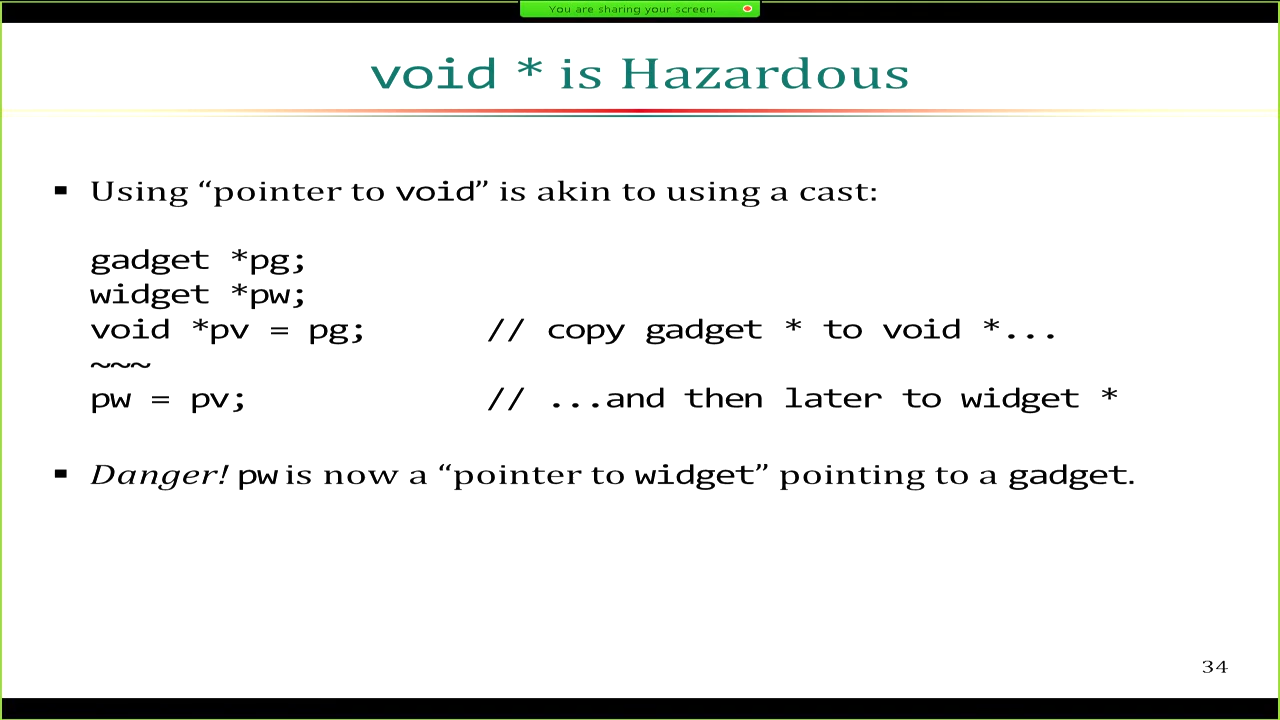 You are sharing your screen.
void * is Hazardous
▪ Using “pointer to void” is akin to using a cast:
gadget *pg;
widget *pw;
void *pv = pg; // copy gadget * to void *...
~~~
pw = pv; // ...and then later to widget *
▪ Danger! pw is now a “pointer to widget” pointing to a gadget.
34